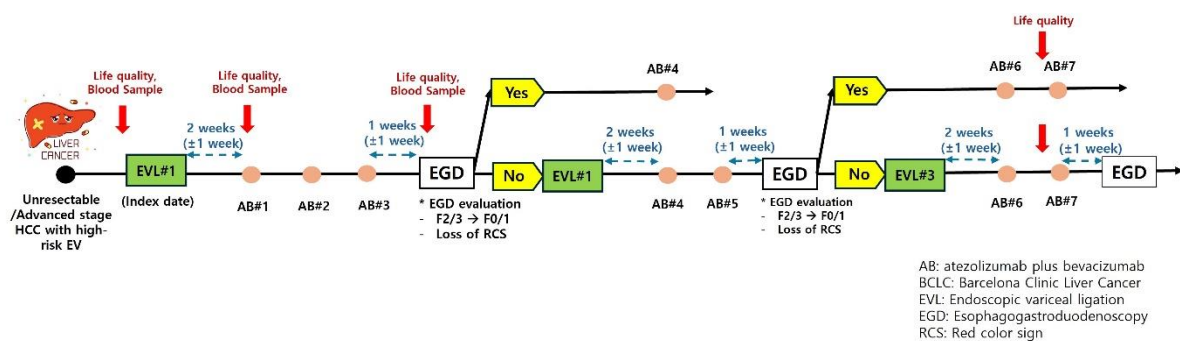 Life quality
AB#4
AB#6
AB#7
Life quality,
Blood Sample
Life quality,
Blood Sample
Life quality,
Blood Sample
Yes
Yes
LIVER
CANCER
2 weeks
(±1 week)
1 weeks
(±1 week)
2 weeks
(±1 week)
1 weeks
(±1 week)
2 weeks
(±1 week)
1 weeks
(±1 week)
EVL#1
EGD
No
EVL#1
EGD
No
EVL#3
EGD
Unresectable
/Advanced stage
HCC with high-
risk EV
(Index date)
AB#1
AB#2
AB#3
* EGD evaluation
- F2/3 → F0/1
- Loss of RCS
AB#4
AB#5
* EGD evaluation
- F2/3 → F0/1
- Loss of RCS
AB#6
AB#7
AB: atezolizumab plus bevacizumab
BCLC: Barcelona Clinic Liver Cancer
EVL: Endoscopic variceal ligation
EGD: Esophagogastroduodenoscopy
RCS: Red color sign